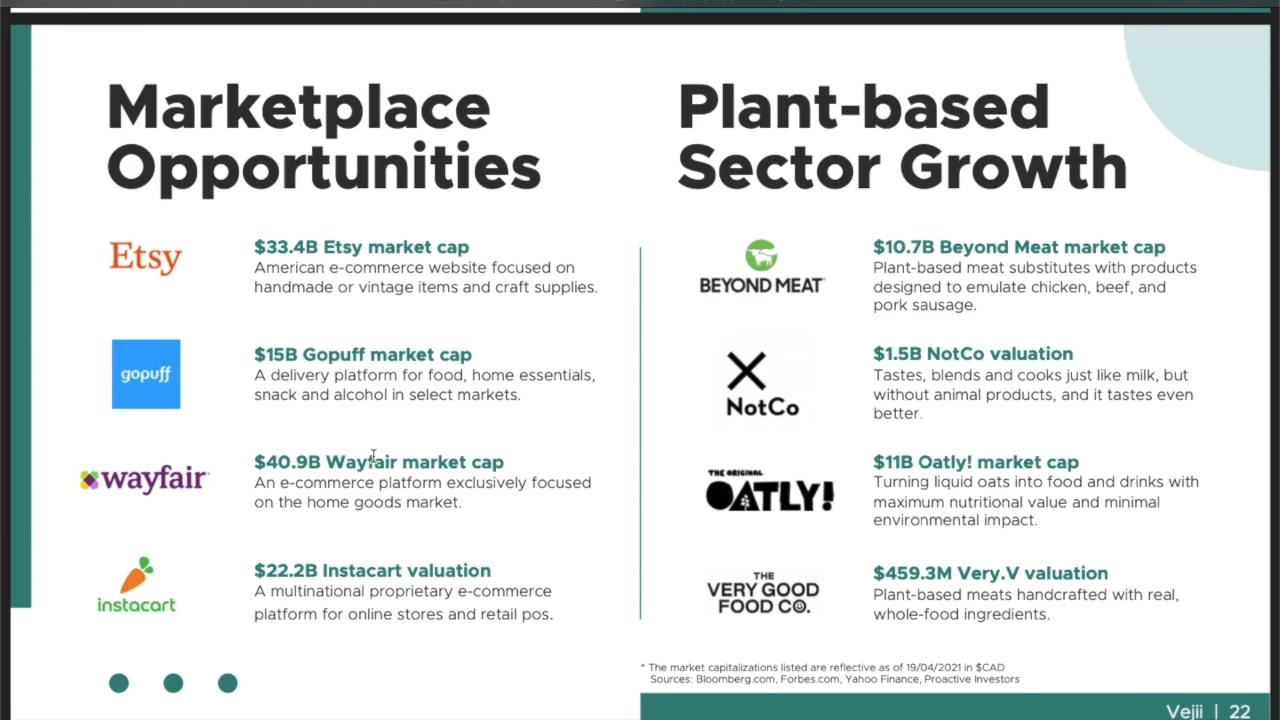 Marketplace
Opportunities
Etsy
$33.4B Etsy market cap
American e-commerce website focused on
handmade or vintage items and craft supplies.
gopuff
$15B Gopuff market cap
A delivery platform for food, home essentials,
snack and alcohol in select markets.
wayfair
$40.9B Wayfair market cap
An e-commerce platform exclusively focused
on the home goods market.
instacart
$22.2B Instacart valuation
A multinational proprietary e-commerce
platform for online stores and retail pos.
Plant-based
Sector Growth
BEYOND MEAT
$10.7B Beyond Meat market cap
Plant-based meat substitutes with products
designed to emulate chicken, beef, and
pork sausage.
NotCo
$1.5B NotCo valuation
Tastes, blends and cooks just like milk, but
without animal products, and it tastes even
better.
THE ORIGINAL
OATLY!
$11B Oatly! market cap
Turning liquid oats into food and drinks with
maximum nutritional value and minimal
environmental impact.
THE
VERY GOOD
FOOD CO.
$459.3M Very.V valuation
Plant-based meats handcrafted with real,
whole-food ingredients.
* The market capitalizations listed are reflective as of 19/04/2021 in $CAD
Sources: Bloomberg.com, Forbes.com, Yahoo Finance, Proactive Investors
Vejii | 22